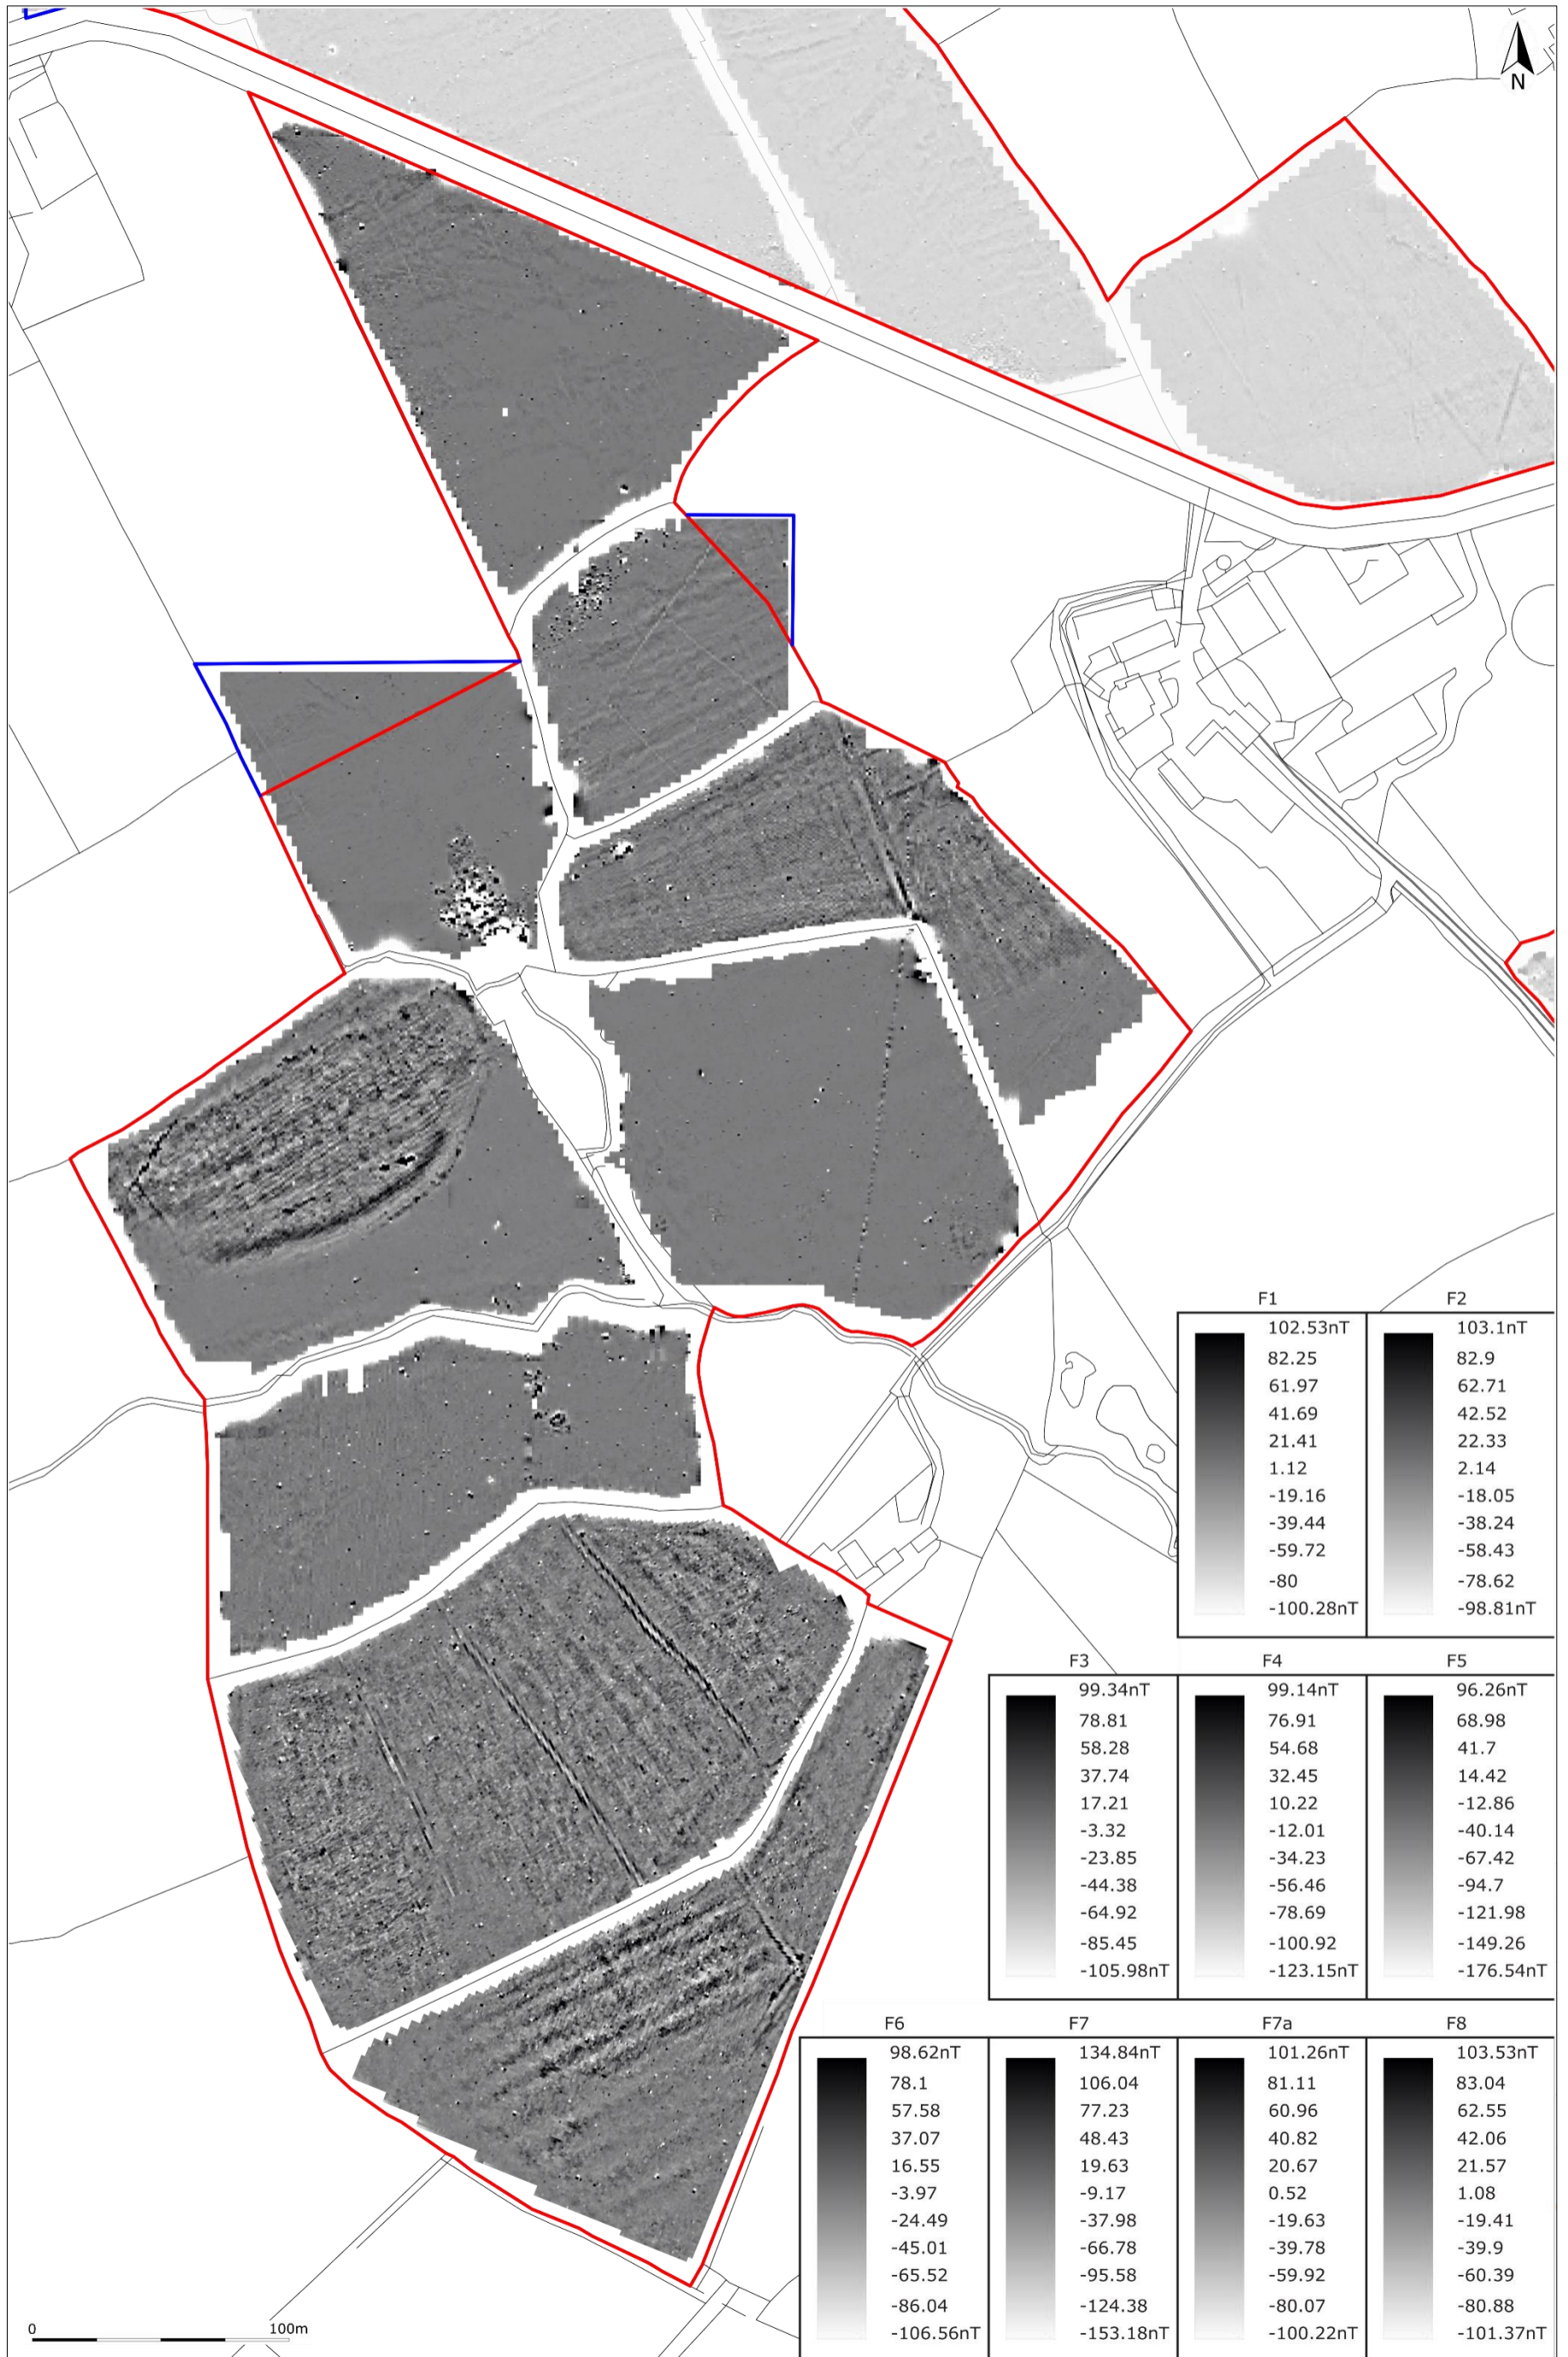 N
F1 F2
102.53nT 103.1nT
82.25 82.9
61.97 62.71
41.69 42.52
21.41 22.33
1.12 2.14
-19.16 -18.05
-39.44 -38.24
-59.72 -58.43
-80 -78.62
-100.28nT -98.81nT
F3 F4 F5
99.34nT 99.14nT 96.26nT
78.81 76.91 68.98
58.28 54.68 41.7
37.74 32.45 14.42
17.21 10.22 -12.86
-3.32 -12.01 -40.14
-23.85 -34.23 -67.42
-44.38 -56.46 -94.7
-64.92 -78.69 -121.98
-85.45 -100.92 -149.26
-105.98nT -123.15nT -176.54nT
F6 F7 F7a F8
98.62nT 134.84nT 101.26nT 103.53nT
78.1 106.04 81.11 83.04
57.58 77.23 60.96 62.55
37.07 48.43 40.82 42.06
16.55 19.63 20.67 21.57
-3.97 -9.17 0.52 1.08
-24.49 -37.98 -19.63 -19.41
-45.01 -66.78 -39.78 -39.9
-65.52 -95.58 -59.92 -60.39
-86.04 -124.38 -80.07 -80.88
-106.56nT -153.18nT -100.22nT -101.37nT
0 100m